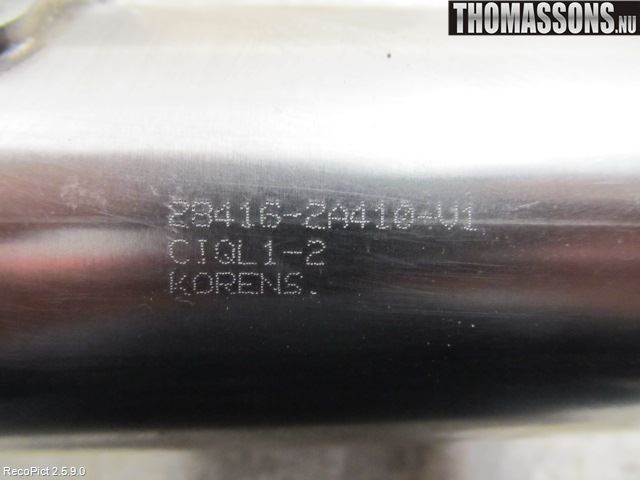 THOMASSONS.NU
28416-2A410-V1
CIQL1-2
KORENS.
RecoPict 2.5.9.0